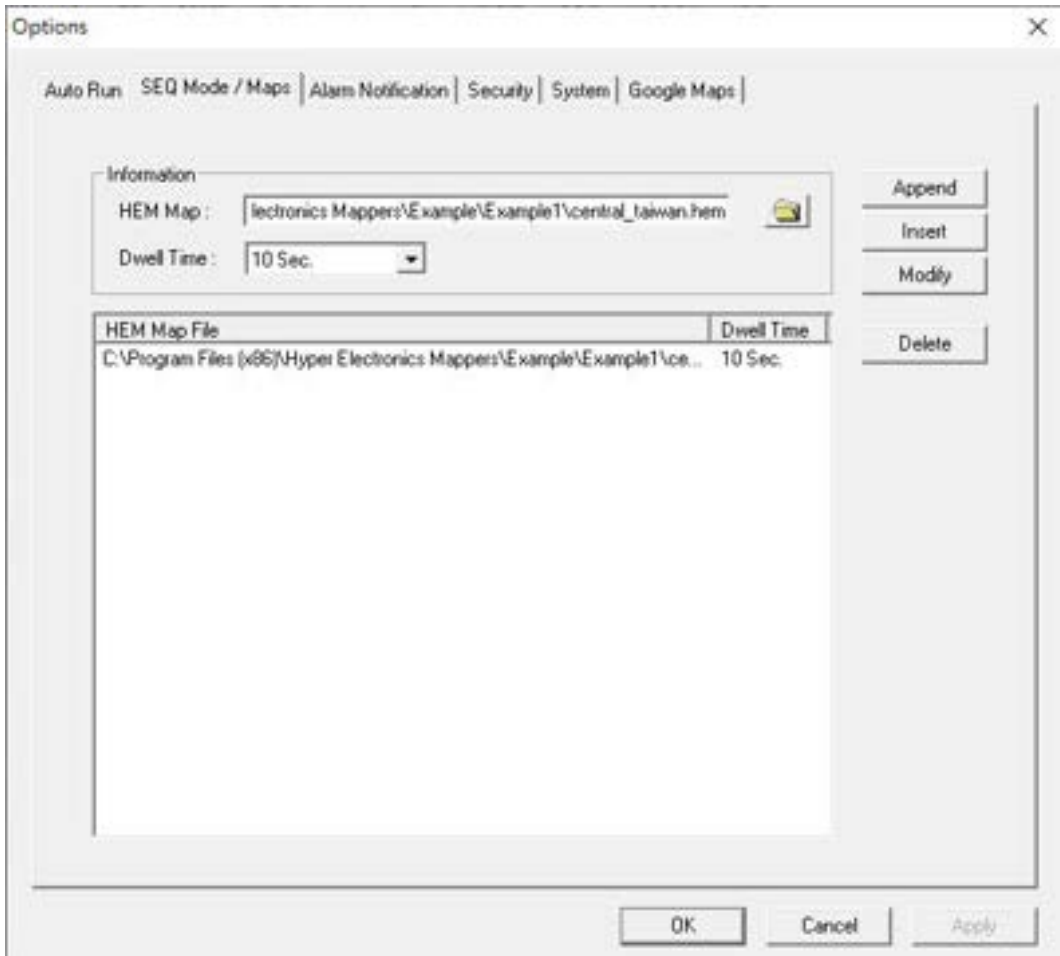 Options
Auto Run SEQ Mode / Maps Alarm Notification Security System Google Maps
Information
HEM Map : lectronics Mappers\Example\Example1\central_taiwan.hem
Dwell Time : 10 Sec.
Append
Insert
Modify
Delete
HEM Map File Dwell Time
C:\Program Files (x86)\Hyper Electronics Mappers\Example\Example1\ce... 10 Sec.
OK Cancel Apply